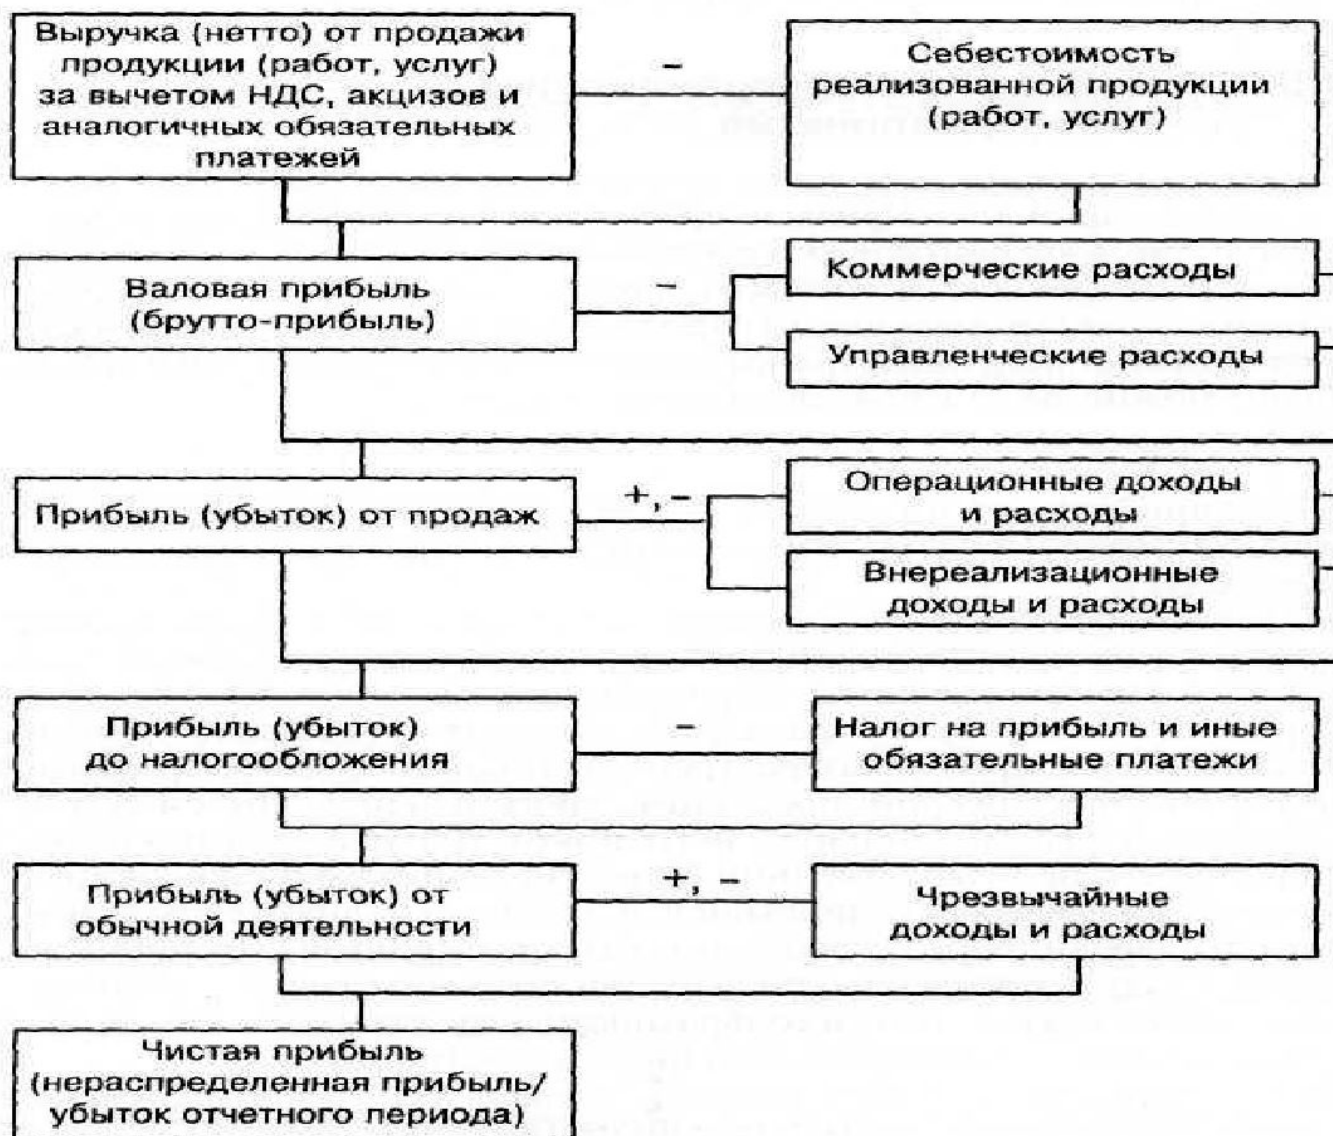 Выручка (нетто) от продажи
продукции (работ, услуг)
за вычетом НДС, акцизов и
аналогичных обязательных
платежей
–
Себестоимость
реализованной продукции
(работ, услуг)
Валовая прибыль
(брутто-прибыль)
–
Коммерческие расходы
Управленческие расходы
Прибыль (убыток) от продаж
+, –
Операционные доходы
и расходы
Внереализационные
доходы и расходы
Прибыль (убыток)
до налогообложения
–
Налог на прибыль и иные
обязательные платежи
Прибыль (убыток) от
обычной деятельности
+, –
Чрезвычайные
доходы и расходы
Чистая прибыль
(нераспределенная прибыль/
убыток отчетного периода)